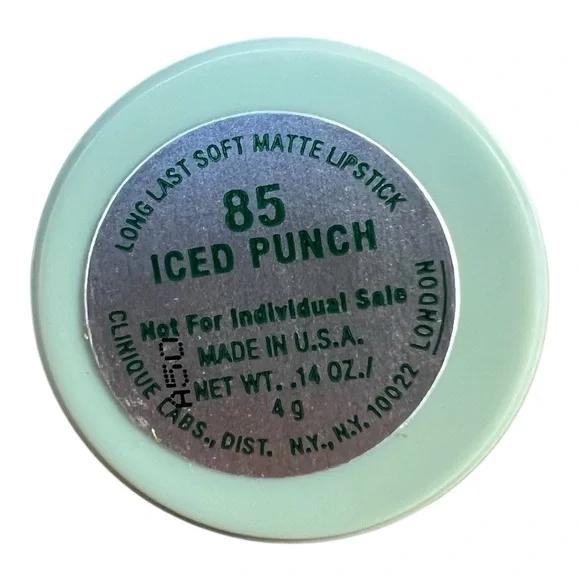 LONG LAST SOFT MATTE LIPSTICK
85
ICED PUNCH
Not For Individual Sale
MADE IN U.S.A.
NET WT. .14 OZ./
4 g
CLINIQUE LABS., DIST. N.Y., N.Y. 10022 LONDON
A50